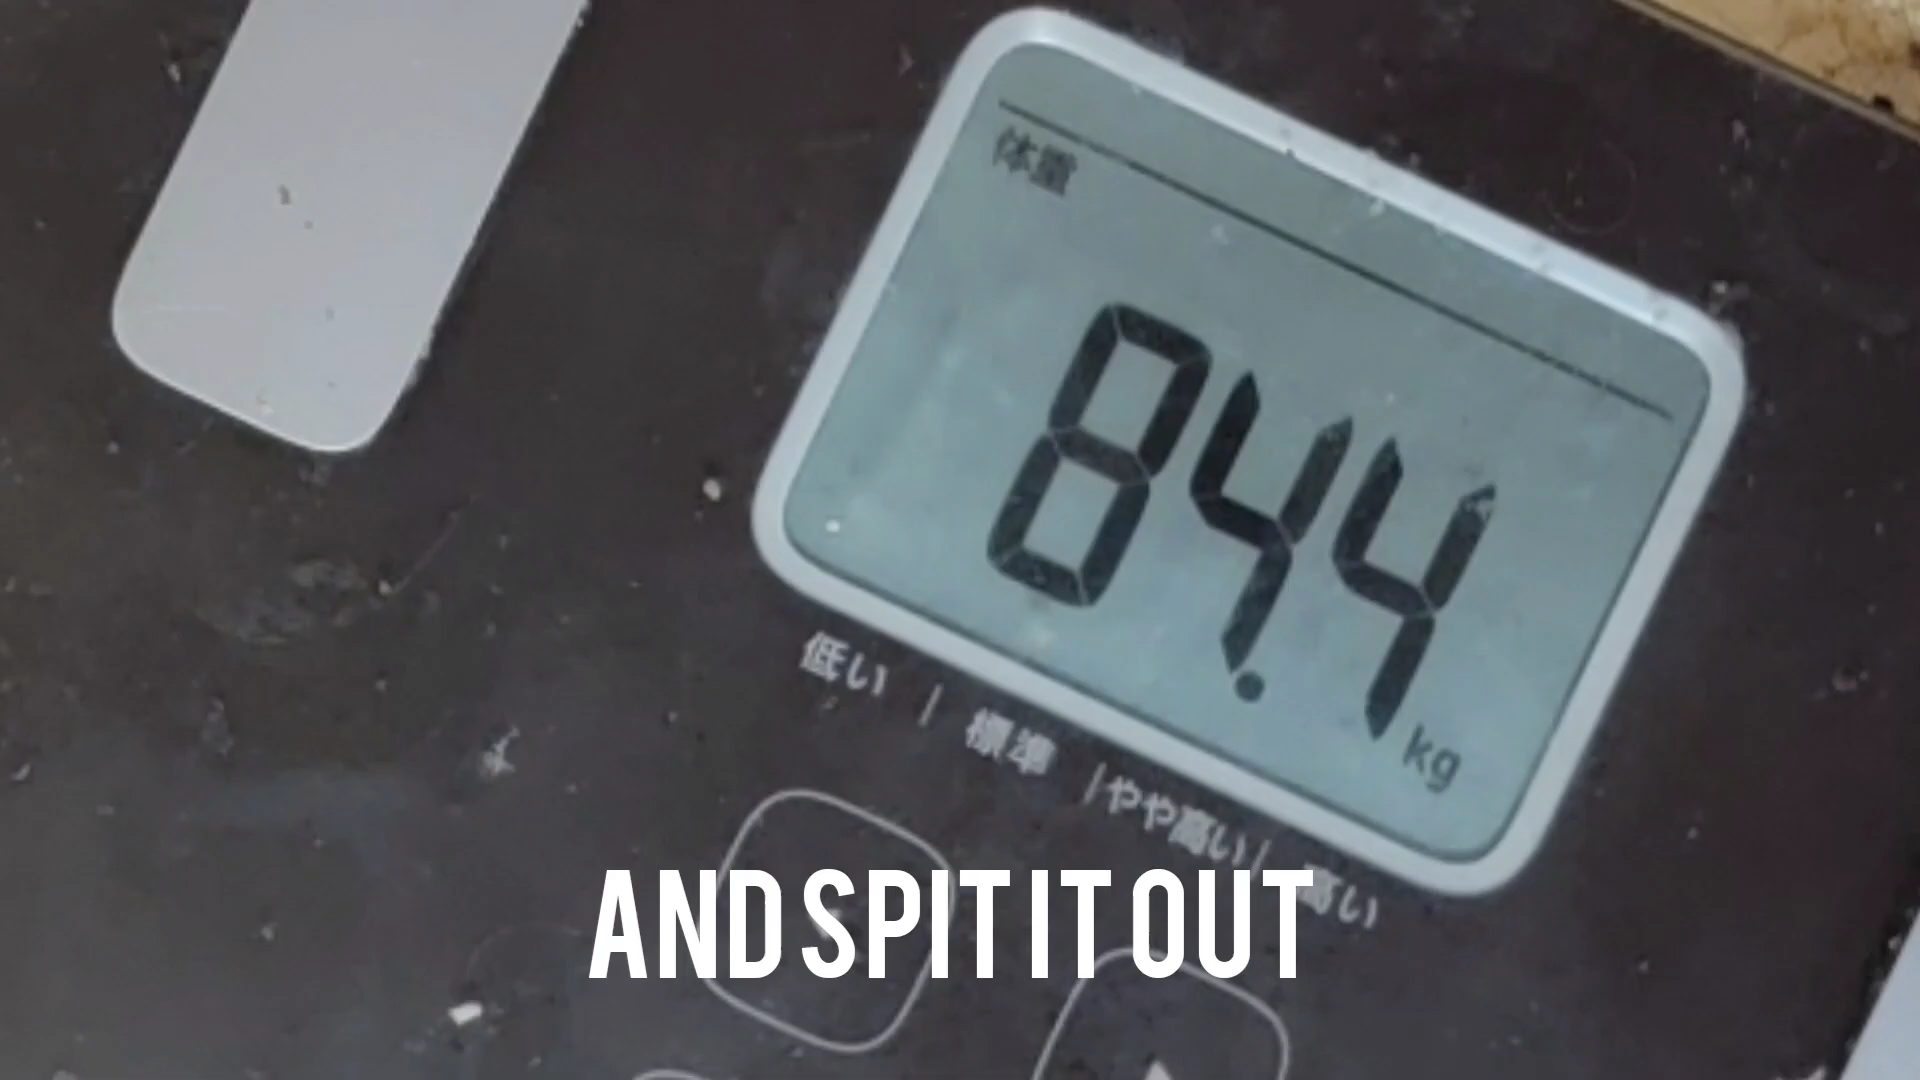 体重
84.4
kg
低い | 標準 | やや高い | 高い
AND SPIT IT OUT